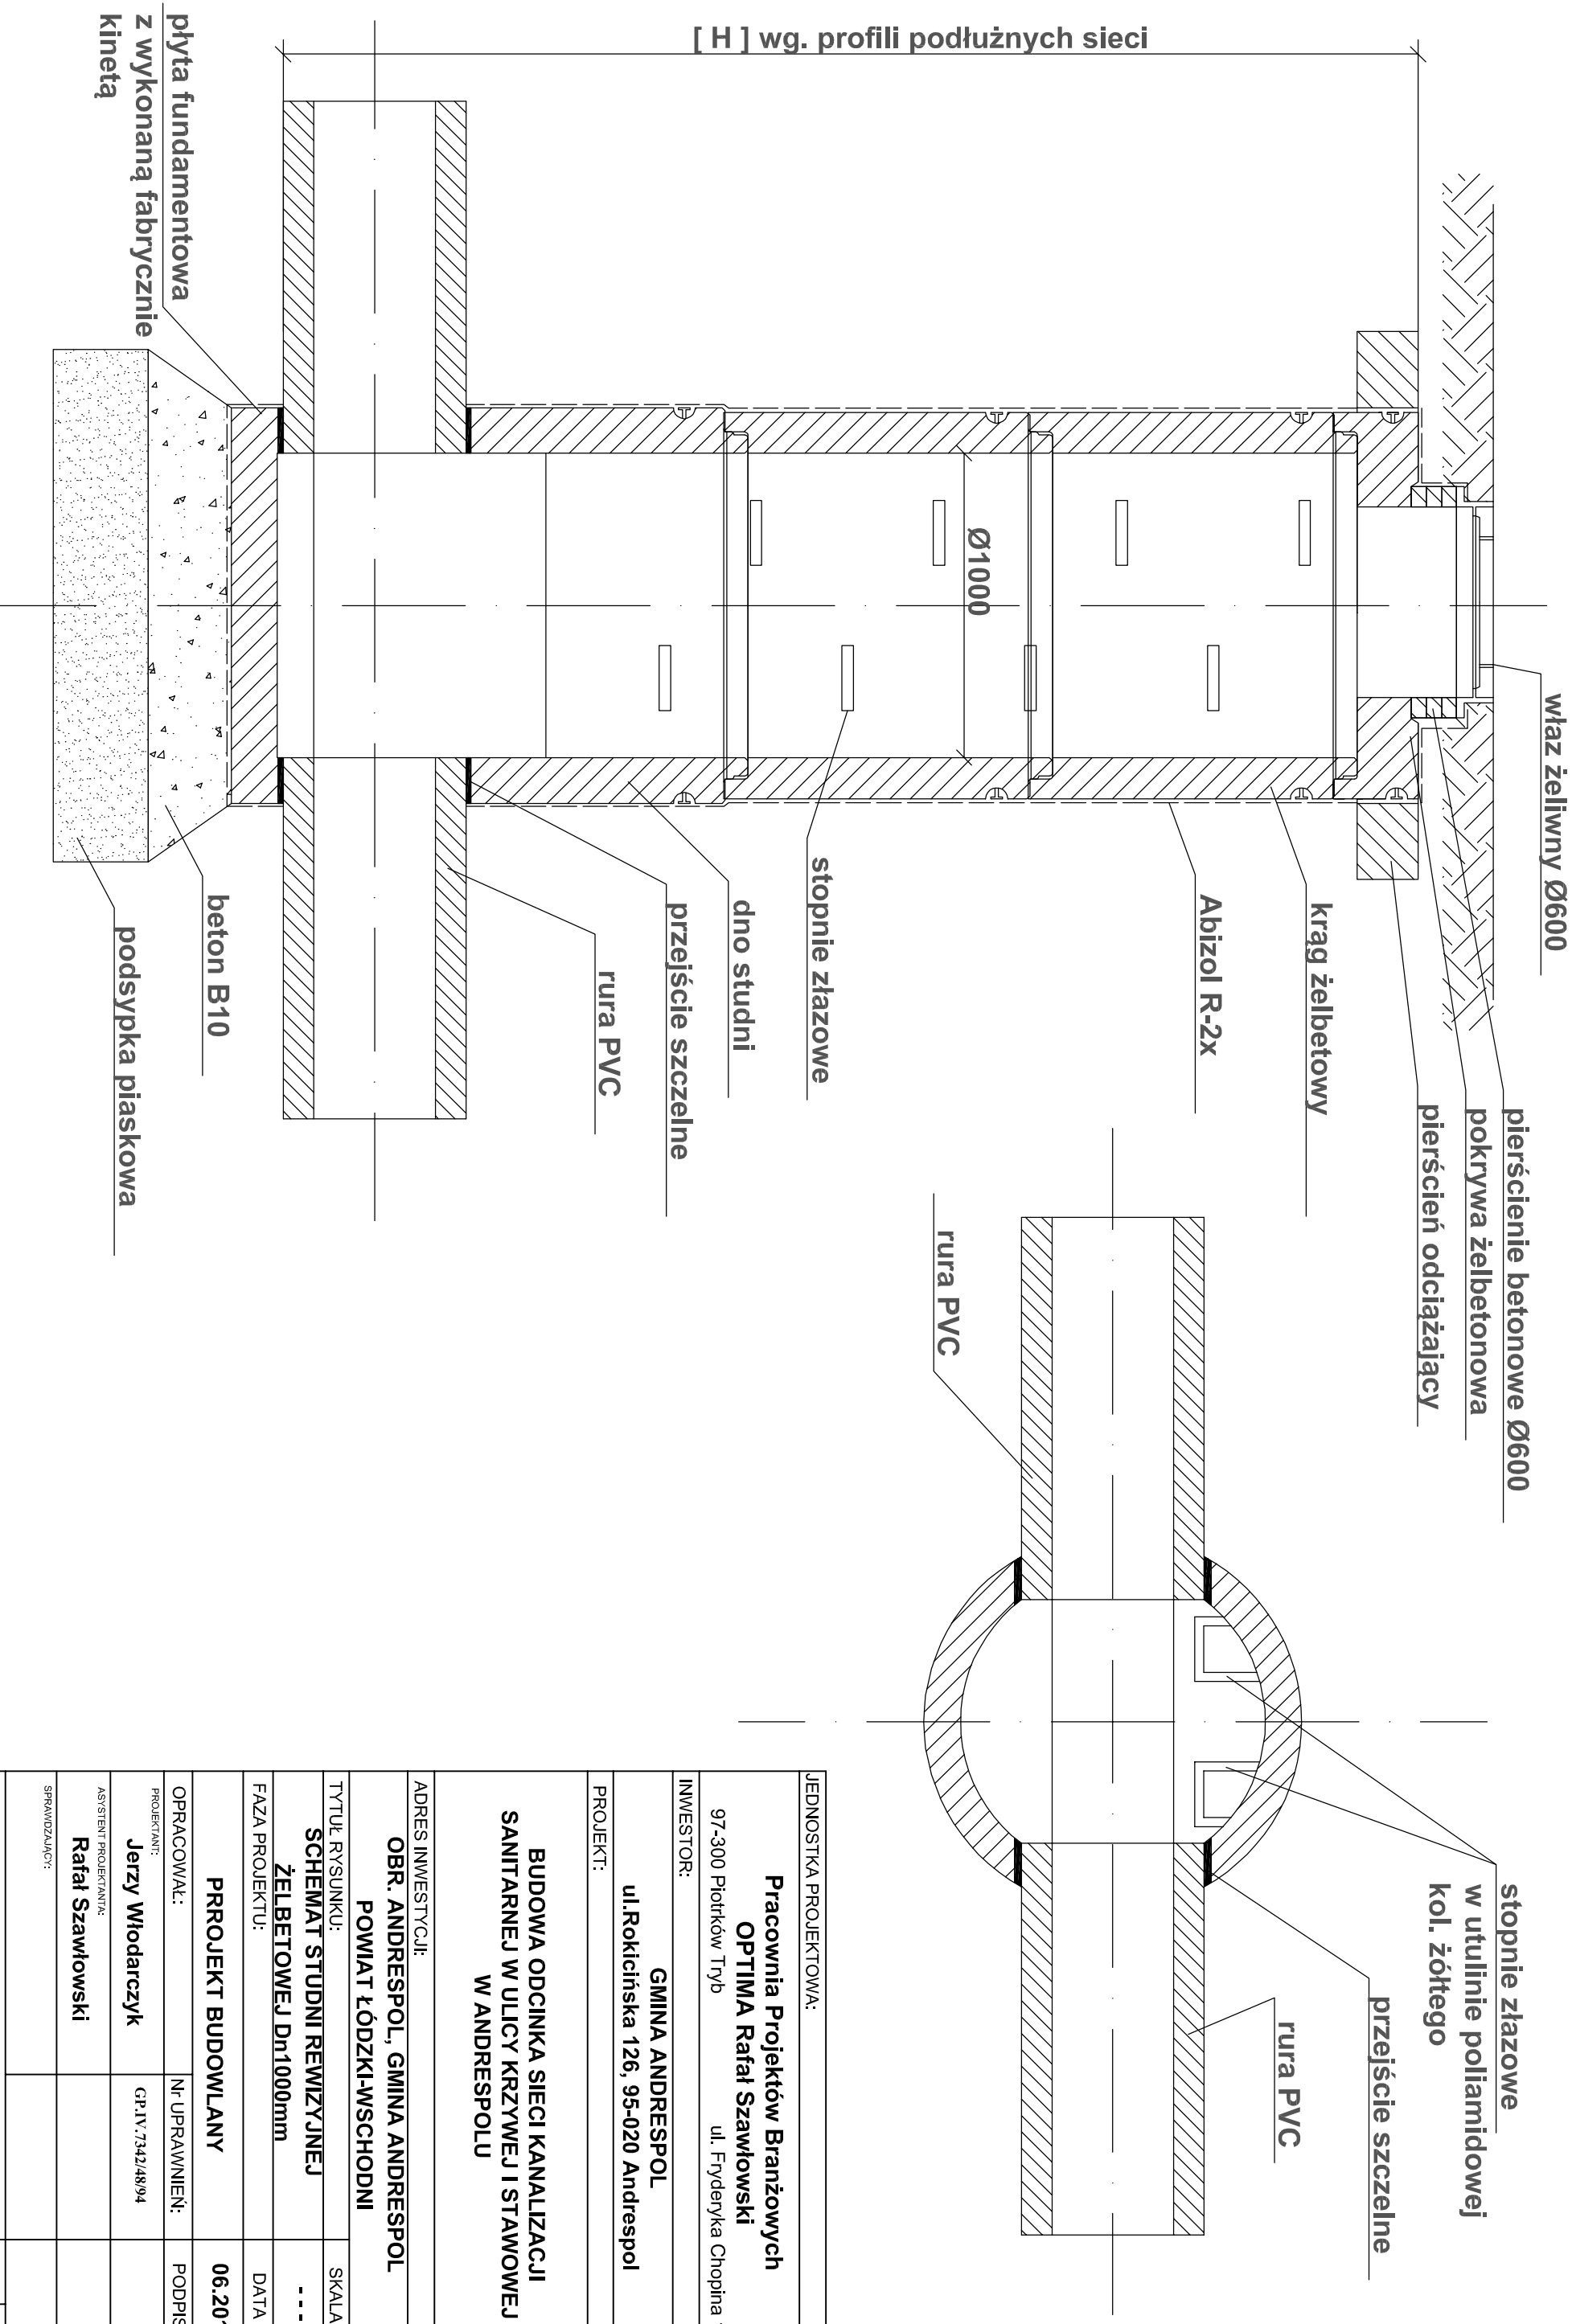 [ H ] wg. profili podłużnych sieci
płyta fundamentowa
z wykonaną fabrycznie
kinetą
właz żeliwny Ø600
pierścienie betonowe Ø600
pokrywa żelbetonowa
pierścień odciążający
krąg żelbetowy
Abizol R-2x
Ø1000
stopnie złazowe
dno studni
przejście szczelne
rura PVC
beton B10
podsypka piaskowa
rura PVC
stopnie złazowe
w utulinie poliamidowej
kol. żółtego
przejście szczelne
rura PVC
JEDNOSTKA PROJEKTOWA:
Pracownia Projektów Branżowych
OPTIMA Rafał Szawłowski
97-300 Piotrków Tryb ul. Fryderyka Chopina
INWESTOR:
GMINA ANDRESPOL
ul.Rokicińska 126, 95-020 Andrespol
PROJEKT:
BUDOWA ODCINKA SIECI KANALIZACJI
SANITARNEJ W ULICY KRZYWEJ I STAWOWEJ
W ANDRESPOLU
ADRES INWESTYCJI:
OBR. ANDRESPOL, GMINA ANDRESPOL
POWIAT ŁÓDZKI-WSCHODNI
TYTUŁ RYSUNKU: SKALA
SCHEMAT STUDNI REWIZYJNEJ
ŻELBETOWEJ Dn1000mm ---
FAZA PROJEKTU: DATA
PRROJEKT BUDOWLANY 06.201
OPRACOWAŁ: Nr UPRAWNIEŃ: PODPIS
PROJEKTANT:
Jerzy Włodarczyk GP.IV.7342/48/94
ASYSTENT PROJEKTANTA:
Rafał Szawłowski
SPRAWDZAJĄCY: